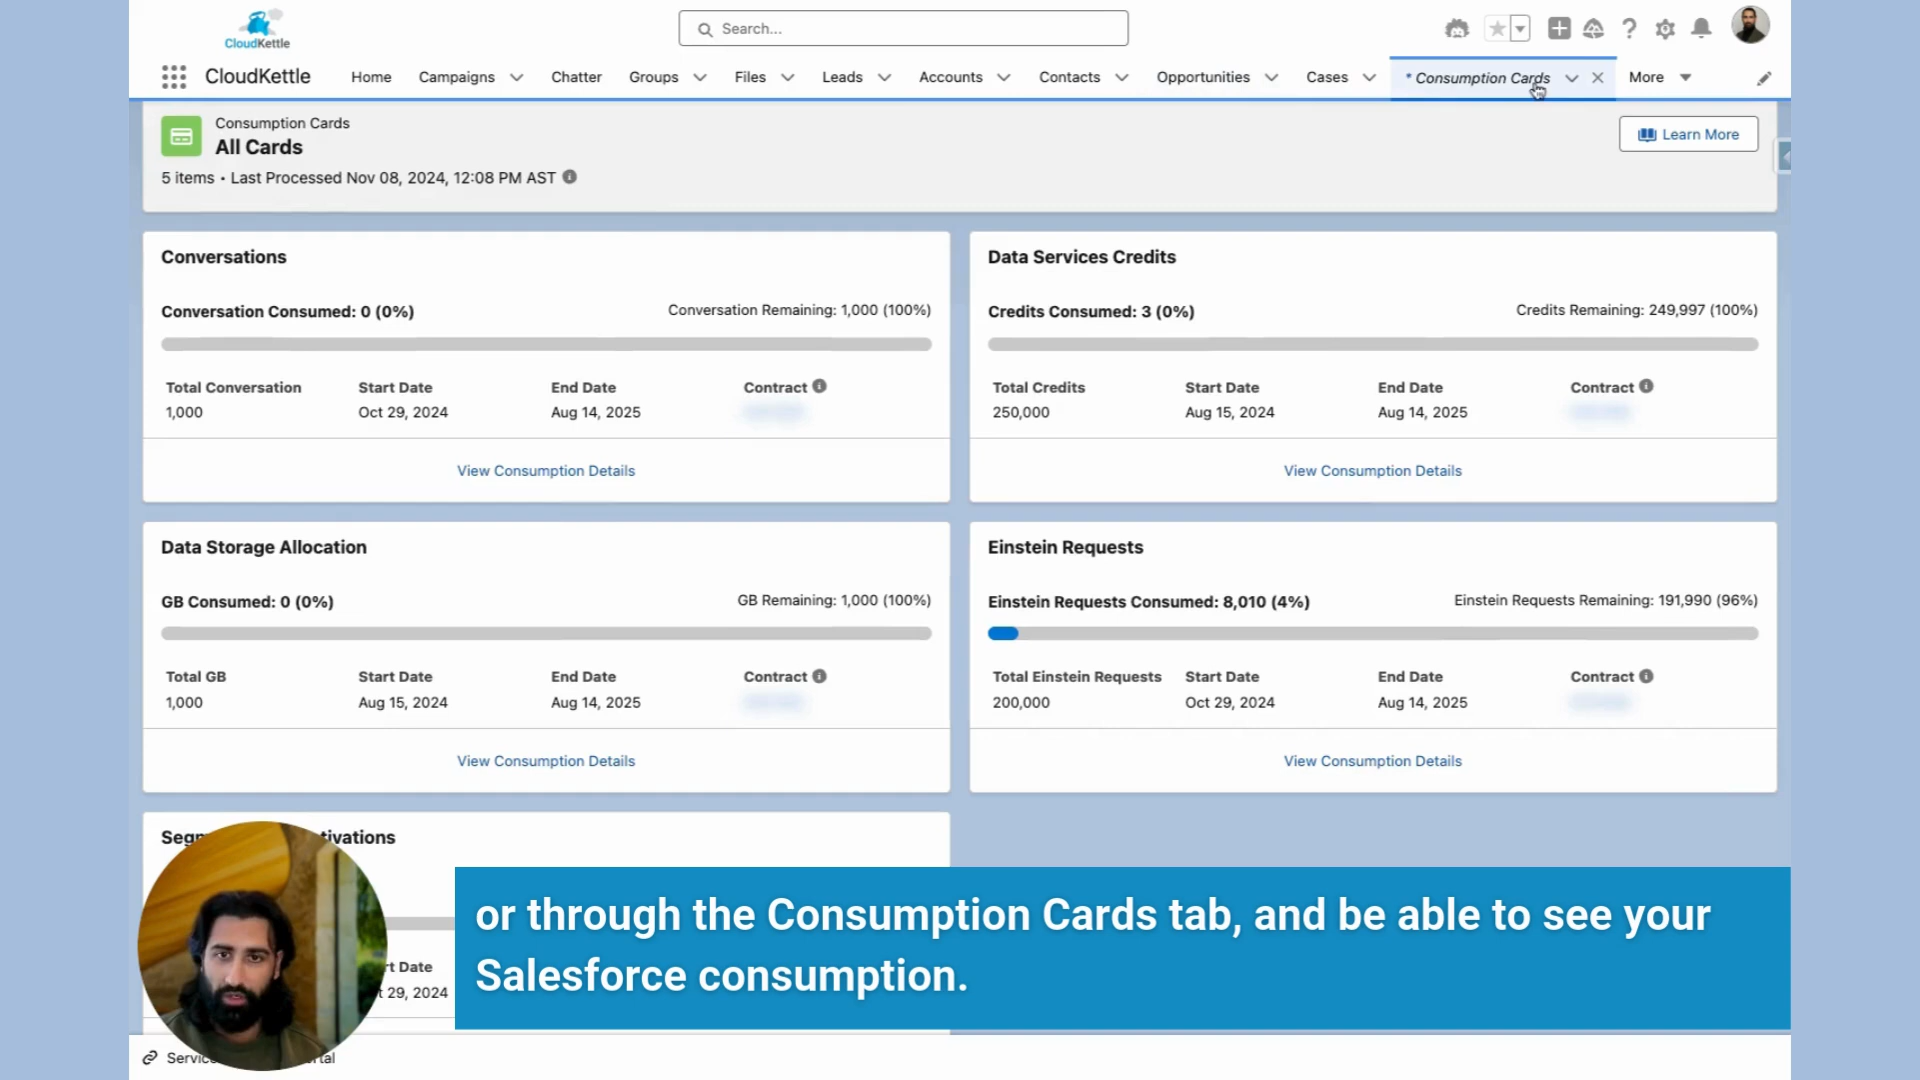 CloudKettle
Search...
CloudKettle
Home
Campaigns
Chatter
Groups
Files
Leads
Accounts
Contacts
Opportunities
Cases
* Consumption Cards
More
Consumption Cards
All Cards
5 items • Last Processed Nov 08, 2024, 12:08 PM AST
Learn More
Conversations
Conversation Consumed: 0 (0%)
Conversation Remaining: 1,000 (100%)
Total Conversation
Start Date
End Date
Contract
1,000
Oct 29, 2024
Aug 14, 2025
View Consumption Details
Data Services Credits
Credits Consumed: 3 (0%)
Credits Remaining: 249,997 (100%)
Total Credits
Start Date
End Date
Contract
250,000
Aug 15, 2024
Aug 14, 2025
View Consumption Details
Data Storage Allocation
GB Consumed: 0 (0%)
GB Remaining: 1,000 (100%)
Total GB
Start Date
End Date
Contract
1,000
Aug 15, 2024
Aug 14, 2025
View Consumption Details
Einstein Requests
Einstein Requests Consumed: 8,010 (4%)
Einstein Requests Remaining: 191,990 (96%)
Total Einstein Requests
Start Date
End Date
Contract
200,000
Oct 29, 2024
Aug 14, 2025
View Consumption Details
or through the Consumption Cards tab, and be able to see your
Salesforce consumption.
Date
29, 2024